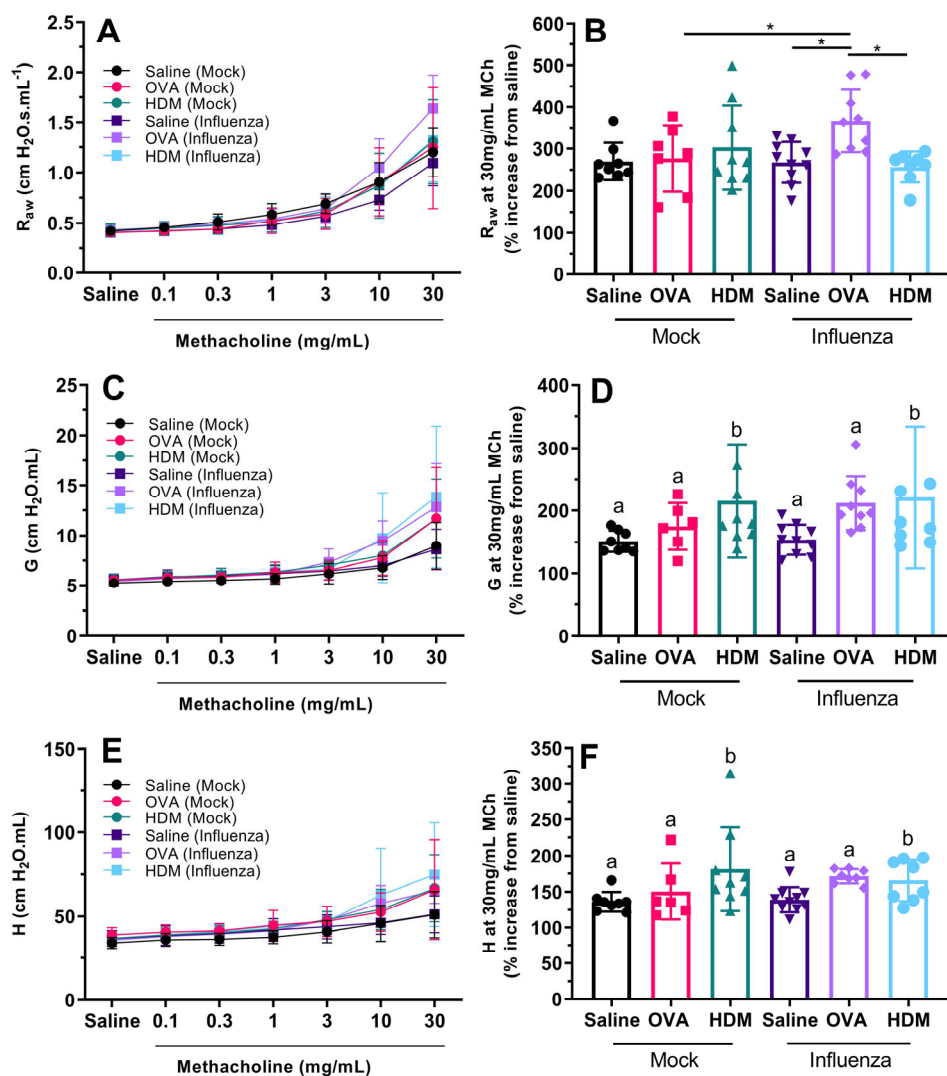 A
R_aw (cm H₂O.s.mL⁻¹)
2.5
2.0
1.5
1.0
0.5
0.0
Saline (Mock)
OVA (Mock)
HDM (Mock)
Saline (Influenza)
OVA (Influenza)
HDM (Influenza)
Saline 0.1 0.3 1 3 10 30
Methacholine (mg/mL)
B
R_aw at 30mg/mL MCh
(% increase from saline)
600
500
400
300
200
100
0
*
* *
Saline OVA HDM Saline OVA HDM
Mock Influenza
C
G (cm H₂O.mL)
25
20
15
10
5
0
Saline (Mock)
OVA (Mock)
HDM (Mock)
Saline (Influenza)
OVA (Influenza)
HDM (Influenza)
Saline 0.1 0.3 1 3 10 30
Methacholine (mg/mL)
D
G at 30mg/mL MCh
(% increase from saline)
400
300
200
100
0
a a b a a b
Saline OVA HDM Saline OVA HDM
Mock Influenza
E
H (cm H₂O.mL)
150
100
50
0
Saline (Mock)
OVA (Mock)
HDM (Mock)
Saline (Influenza)
OVA (Influenza)
HDM (Influenza)
Saline 0.1 0.3 1 3 10 30
Methacholine (mg/mL)
F
H at 30mg/mL MCh
(% increase from saline)
350
300
250
200
150
100
50
0
a a b a a b
Saline OVA HDM Saline OVA HDM
Mock Influenza